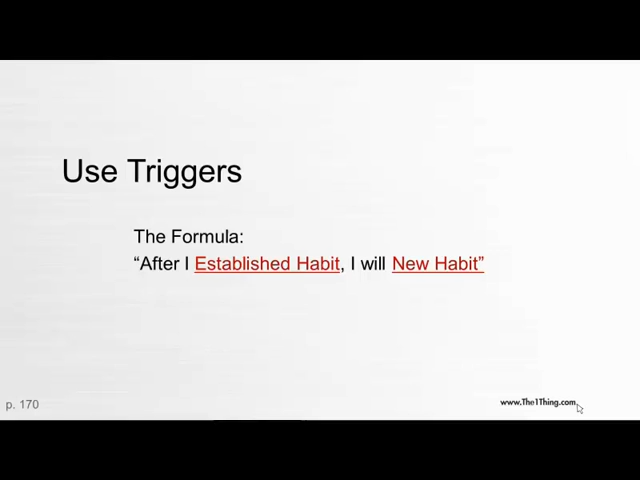 Use Triggers
The Formula:
“After I Established Habit, I will New Habit”
p. 170
www.The1Thing.com